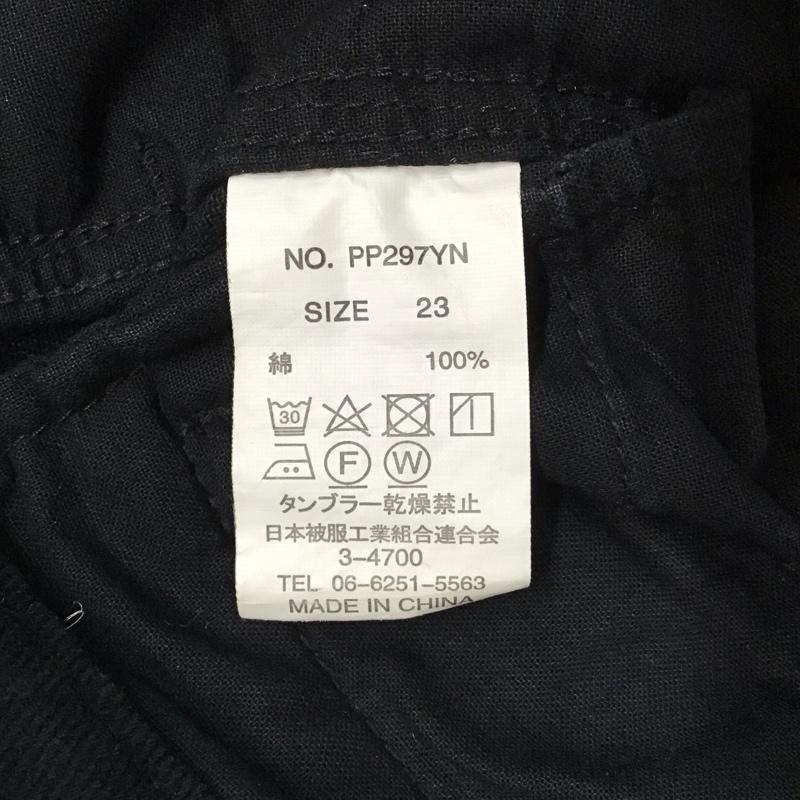 NO. PP297YN
SIZE 23
綿 100%
30
F W
タンブラー乾燥禁止
日本被服工業組合連合会
3-4700
TEL 06-6251-5563
MADE IN CHINA